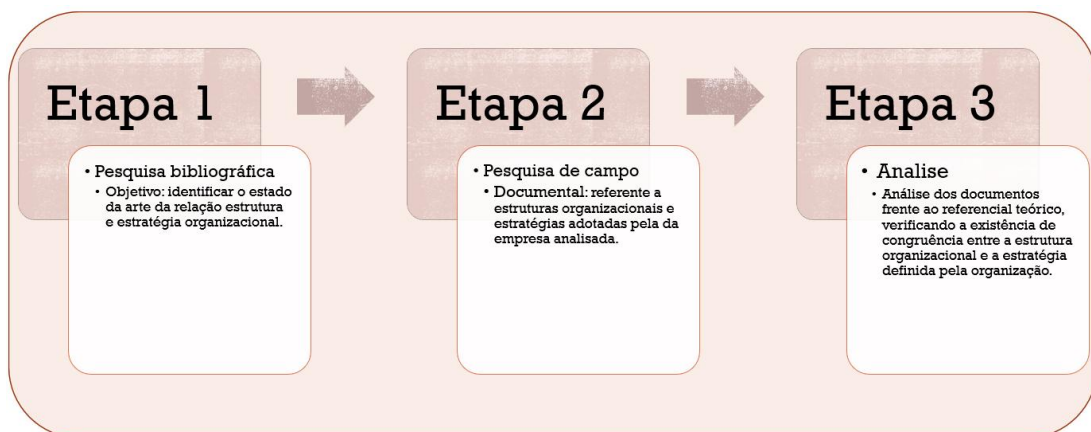 Etapa 1
• Pesquisa bibliográfica
• Objetivo: identificar o estado
da arte da relação estrutura
e estratégia organizacional.
Etapa 2
• Pesquisa de campo
• Documental: referente a
estruturas organizacionais e
estratégias adotadas pela da
empresa analisada.
Etapa 3
• Analise
• Análise dos documentos
frente ao referencial teórico,
verificando a existência de
congruência entre a estrutura
organizacional e a estratégia
definida pela organização.